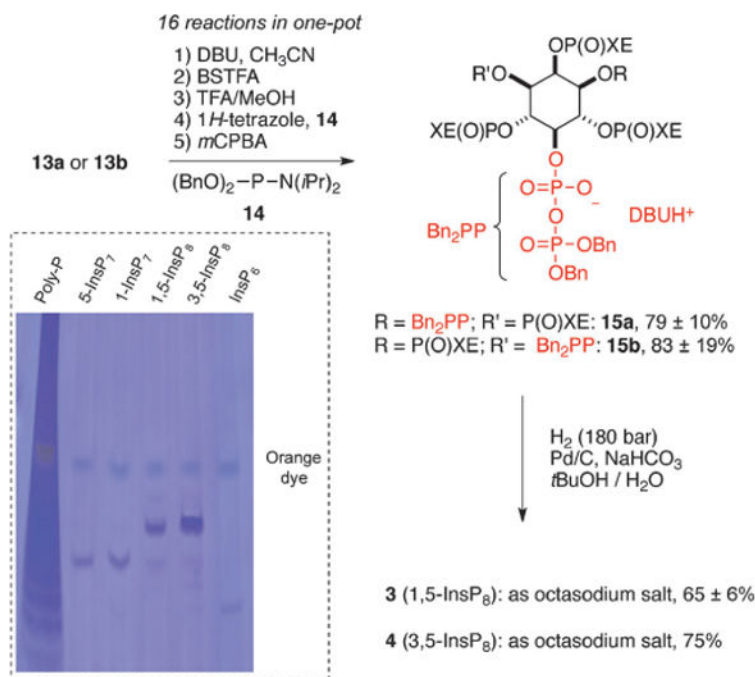 16 reactions in one-pot
1) DBU, CH₃CN
2) BSTFA
3) TFA/MeOH
4) 1H-tetrazole, 14
5) mCPBA
13a or 13b
(BnO)₂–P–N(iPr)₂
14
OP(O)XE
R'O
OR
XE(O)PO
OP(O)XE
O
O=P–O⁻
O
O=P–OBn
OBn
Bn₂PP
DBUH⁺
R = Bn₂PP; R' = P(O)XE: 15a, 79 ± 10%
R = P(O)XE; R' = Bn₂PP: 15b, 83 ± 19%
Poly-P
5-InsP₇
1-InsP₇
1,5-InsP₈
3,5-InsP₈
InsP₆
Orange
dye
H₂ (180 bar)
Pd/C, NaHCO₃
tBuOH / H₂O
3 (1,5-InsP₈): as octasodium salt, 65 ± 6%
4 (3,5-InsP₈): as octasodium salt, 75%